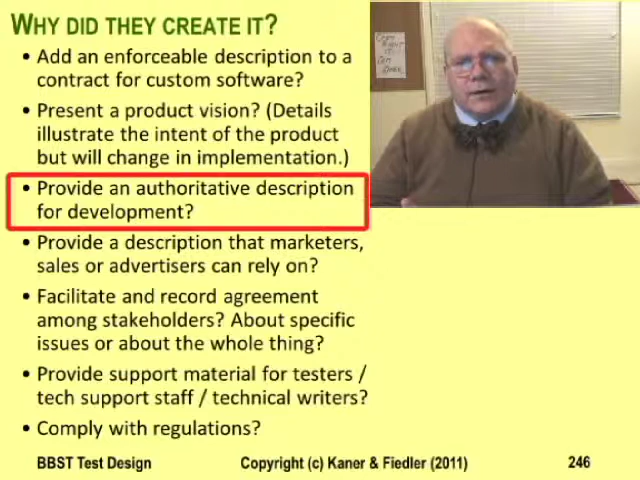 WHY DID THEY CREATE IT?
• Add an enforceable description to a
contract for custom software?
• Present a product vision? (Details
illustrate the intent of the product
but will change in implementation.)
• Provide an authoritative description
for development?
• Provide a description that marketers,
sales or advertisers can rely on?
• Facilitate and record agreement
among stakeholders? About specific
issues or about the whole thing?
• Provide support material for testers /
tech support staff / technical writers?
• Comply with regulations?
BBST Test Design Copyright (c) Kaner & Fiedler (2011) 246